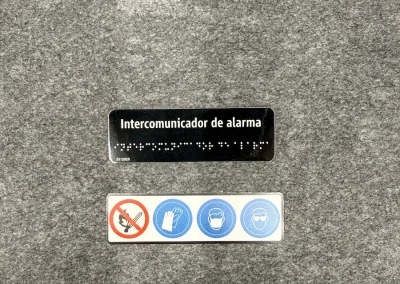 Intercomunicador de alarma
⠊⠝⠞⠑⠗⠉⠕⠍⠥⠝⠊⠉⠁⠙⠕⠗ ⠙⠑ ⠁⠇⠁⠗⠍⠁